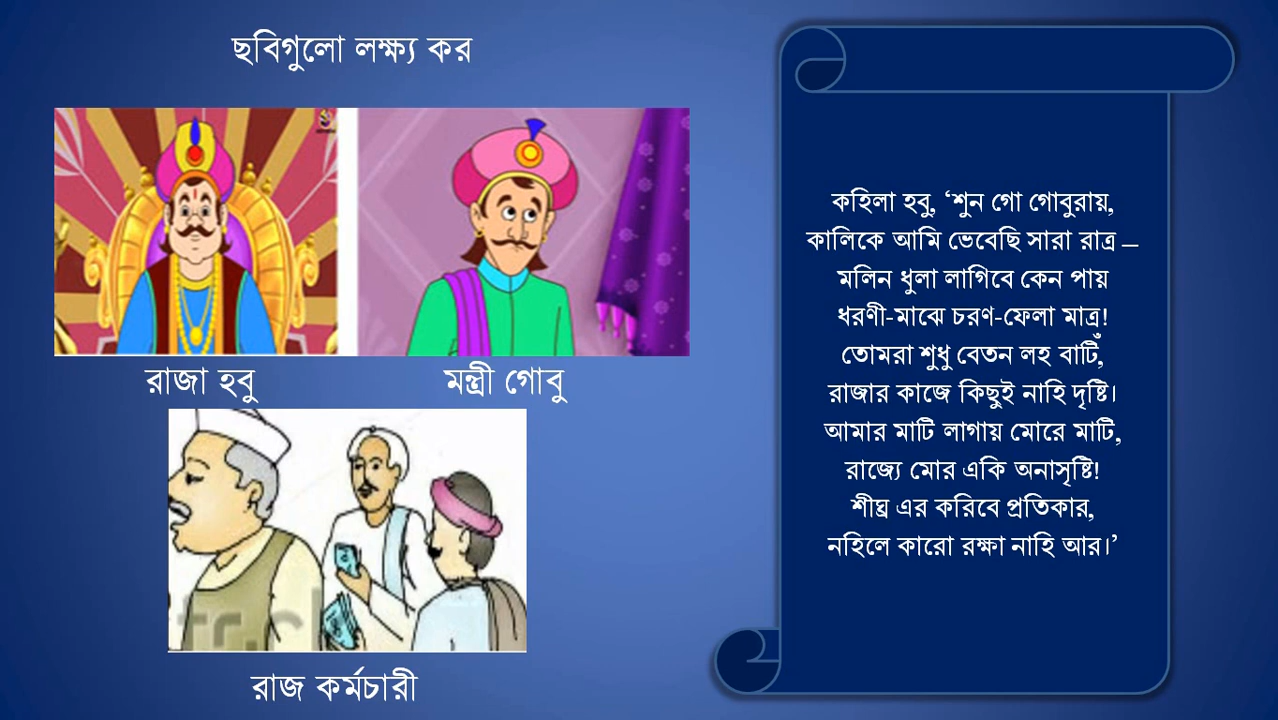 ছবিগুলো লক্ষ্য কর
রাজা হবু
মন্ত্রী গোবু
রাজ কর্মচারী
কহিলা হবু, ‘শুন গো গোবুরায়,
কালিকে আমি ভেবেছি সারা রাত্র –
মলিন ধুলা লাগিবে কেন পায়
ধরণী-মাঝে চরণ-ফেলা মাত্র!
তোমরা শুধু বেতন লহ বাটিঁ,
রাজার কাজে কিছুই নাহি দৃষ্টি।
আমার মাটি লাগায় মোরে মাটি,
রাজ্যে মোর একি অনাসৃষ্টি!
শীঘ্র এর করিবে প্রতিকার,
নহিলে কারো রক্ষা নাহি আর।’